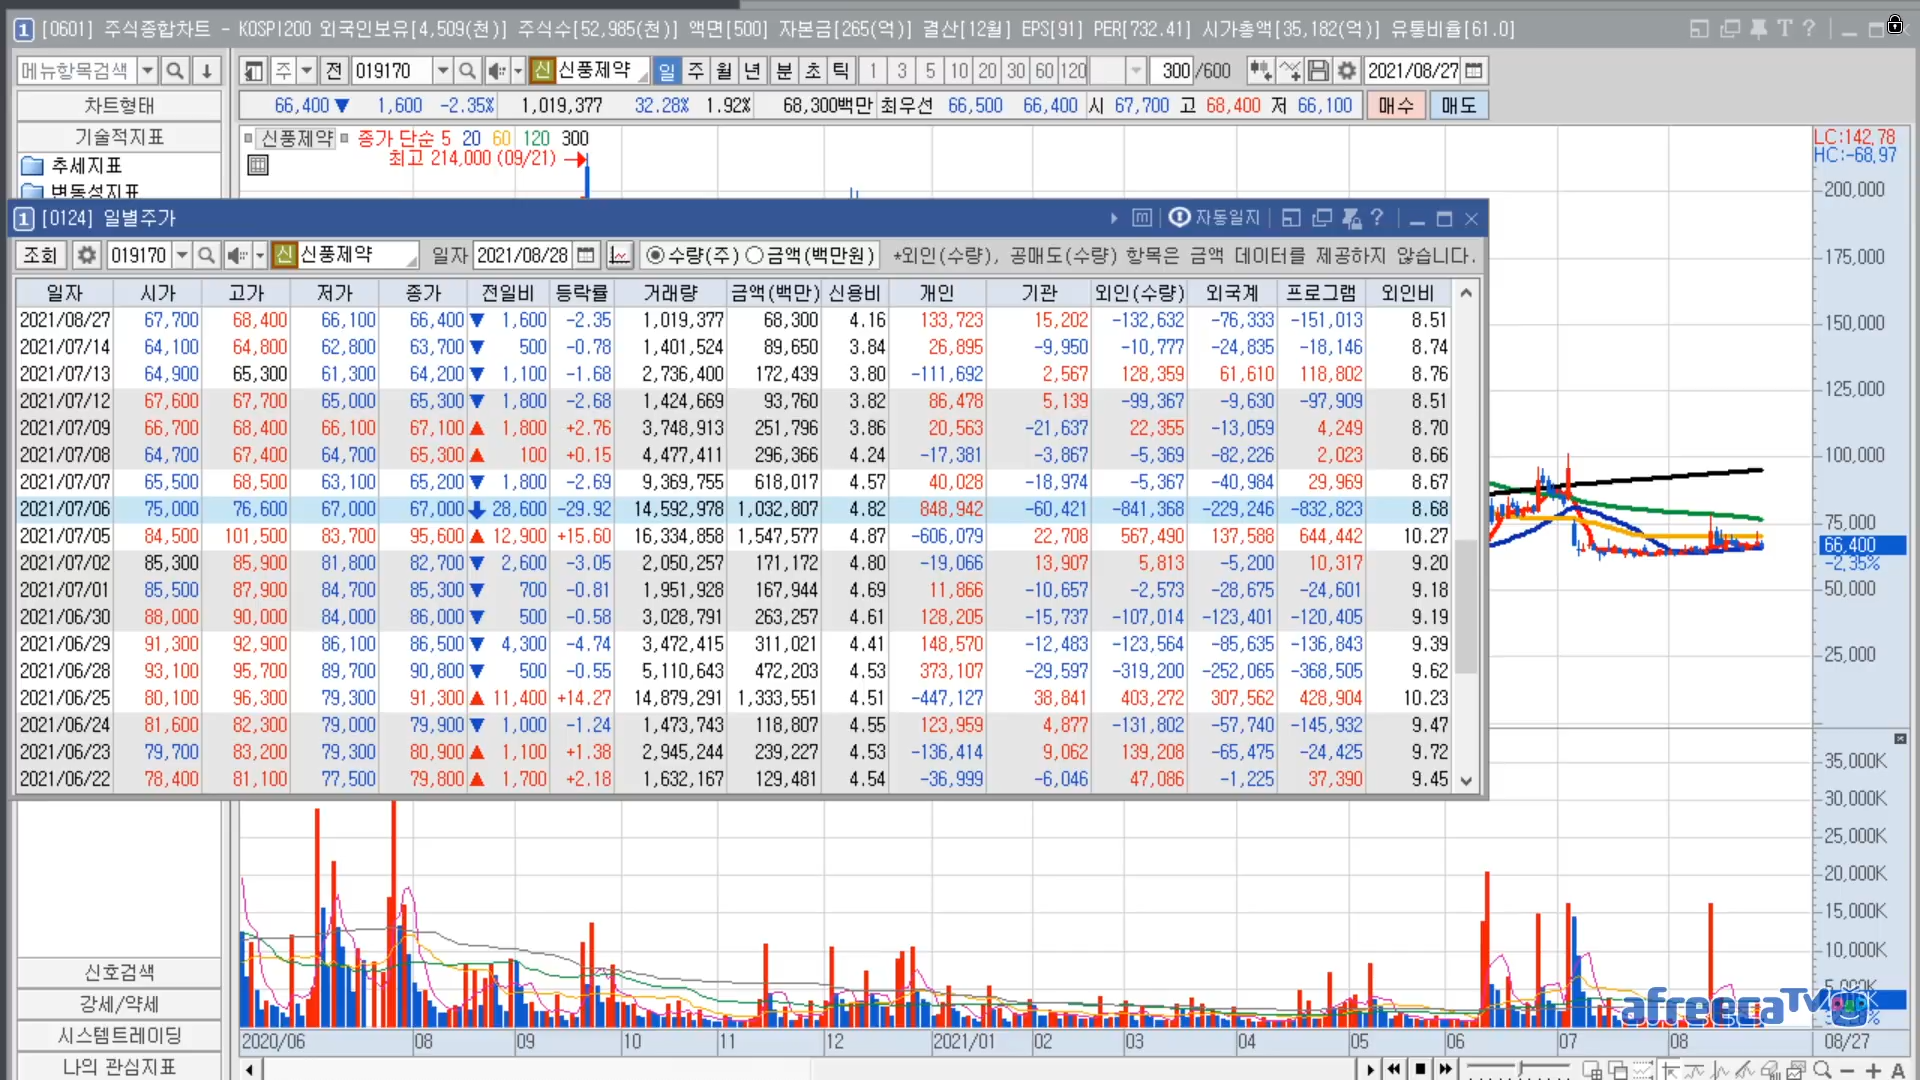 1 [0601] 주식종합차트 - KOSPI200 외국인보유[4,509(천)] 주식수[52,985(천)] 액면[500] 자본금[265(억)] 결산[12월] EPS[91] PER[732.41] 시가총액[35,182(억)] 유통비율[61.0]
메뉴항목검색 주 전 019170 신 신풍제약 일 주 월 년 분 초 틱 1 3 5 10 20 30 60 120 300 /600 2021/08/27
차트형태 66,400 ▼ 1,600 -2.35% 1,019,377 32.28% 1.92% 68,300백만 최우선 66,500 66,400 시 67,700 고 68,400 저 66,100 매수 매도
기술적지표 신풍제약 종가 단순 5 20 60 120 300 LC:142.78
최고 214,000 (09/21) → HC:-68.97
추세지표
변동성지표 200,000
1 [0124] 일별주가 자동일지 ?
조회 019170 신 신풍제약 일자 2021/08/28 수량(주) 금액(백만원) *외인(수량), 공매도(수량) 항목은 금액 데이터를 제공하지 않습니다.
일자 시가 고가 저가 종가 전일비 등락률 거래량 금액(백만) 신용비 개인 기관 외인(수량) 외국계 프로그램 외인비
2021/08/27 67,700 68,400 66,100 66,400 ▼ 1,600 -2.35 1,019,377 68,300 4.16 133,723 15,202 -132,632 -76,333 -151,013 8.51
2021/07/14 64,100 64,800 62,800 63,700 ▼ 500 -0.78 1,401,524 89,650 3.84 26,895 -9,950 -10,777 -24,835 -18,146 8.74
2021/07/13 64,900 65,300 61,300 64,200 ▼ 1,100 -1.68 2,736,400 172,439 3.80 -111,692 2,567 128,359 61,610 118,802 8.76
2021/07/12 67,600 67,700 65,000 65,300 ▼ 1,800 -2.68 1,424,669 93,760 3.82 86,478 5,139 -99,367 -9,630 -97,909 8.51
2021/07/09 66,700 68,400 66,100 67,100 ▲ 1,800 +2.76 3,748,913 251,796 3.86 20,563 -21,637 22,355 -13,059 4,249 8.70
2021/07/08 64,700 67,400 64,700 65,300 ▲ 100 +0.15 4,477,411 296,366 4.24 -17,381 -3,867 -5,369 -82,226 2,023 8.66
2021/07/07 65,500 68,500 63,100 65,200 ▼ 1,800 -2.69 9,369,755 618,017 4.57 40,028 -18,974 -5,367 -40,984 29,969 8.67
2021/07/06 75,000 76,600 67,000 67,000 ↓ 28,600 -29.92 14,592,978 1,032,807 4.82 848,942 -60,421 -841,368 -229,246 -832,823 8.68
2021/07/05 84,500 101,500 83,700 95,600 ▲ 12,900 +15.60 16,334,858 1,547,577 4.87 -606,079 22,708 567,490 137,588 644,442 10.27
2021/07/02 85,300 85,900 81,800 82,700 ▼ 2,600 -3.05 2,050,257 171,172 4.80 -19,066 13,907 5,813 -5,200 10,317 9.20
2021/07/01 85,500 87,900 84,700 85,300 ▼ 700 -0.81 1,951,928 167,944 4.69 11,866 -10,657 -2,573 -28,675 -24,601 9.18
2021/06/30 88,000 90,000 84,000 86,000 ▼ 500 -0.58 3,028,791 263,257 4.61 128,205 -15,737 -107,014 -123,401 -120,405 9.19
2021/06/29 91,300 92,900 86,100 86,500 ▼ 4,300 -4.74 3,472,415 311,021 4.41 148,570 -12,483 -123,564 -85,635 -136,843 9.39
2021/06/28 93,100 95,700 89,700 90,800 ▼ 500 -0.55 5,110,643 472,203 4.53 373,107 -29,597 -319,200 -252,065 -368,505 9.62
2021/06/25 80,100 96,300 79,300 91,300 ▲ 11,400 +14.27 14,879,291 1,333,551 4.51 -447,127 38,841 403,272 307,562 428,904 10.23
2021/06/24 81,600 82,300 79,000 79,900 ▼ 1,000 -1.24 1,473,743 118,807 4.55 123,959 4,877 -131,802 -57,740 -145,932 9.47
2021/06/23 79,700 83,200 79,300 80,900 ▲ 1,100 +1.38 2,945,244 239,227 4.53 -136,414 9,062 139,208 -65,475 -24,425 9.72
2021/06/22 78,400 81,100 77,500 79,800 ▲ 1,700 +2.18 1,632,167 129,481 4.54 -36,999 -6,046 47,086 -1,225 37,390 9.45
175,000
150,000
125,000
100,000
75,000
66,400
-2.35%
50,000
25,000
35,000K
30,000K
25,000K
20,000K
15,000K
10,000K
5,000K
신호검색
강세/약세
afreecaTV
시스템트레이딩 2020/06 08 09 10 11 12 2021/01 02 03 04 05 06 07 08 08/27
나의 관심지표 A